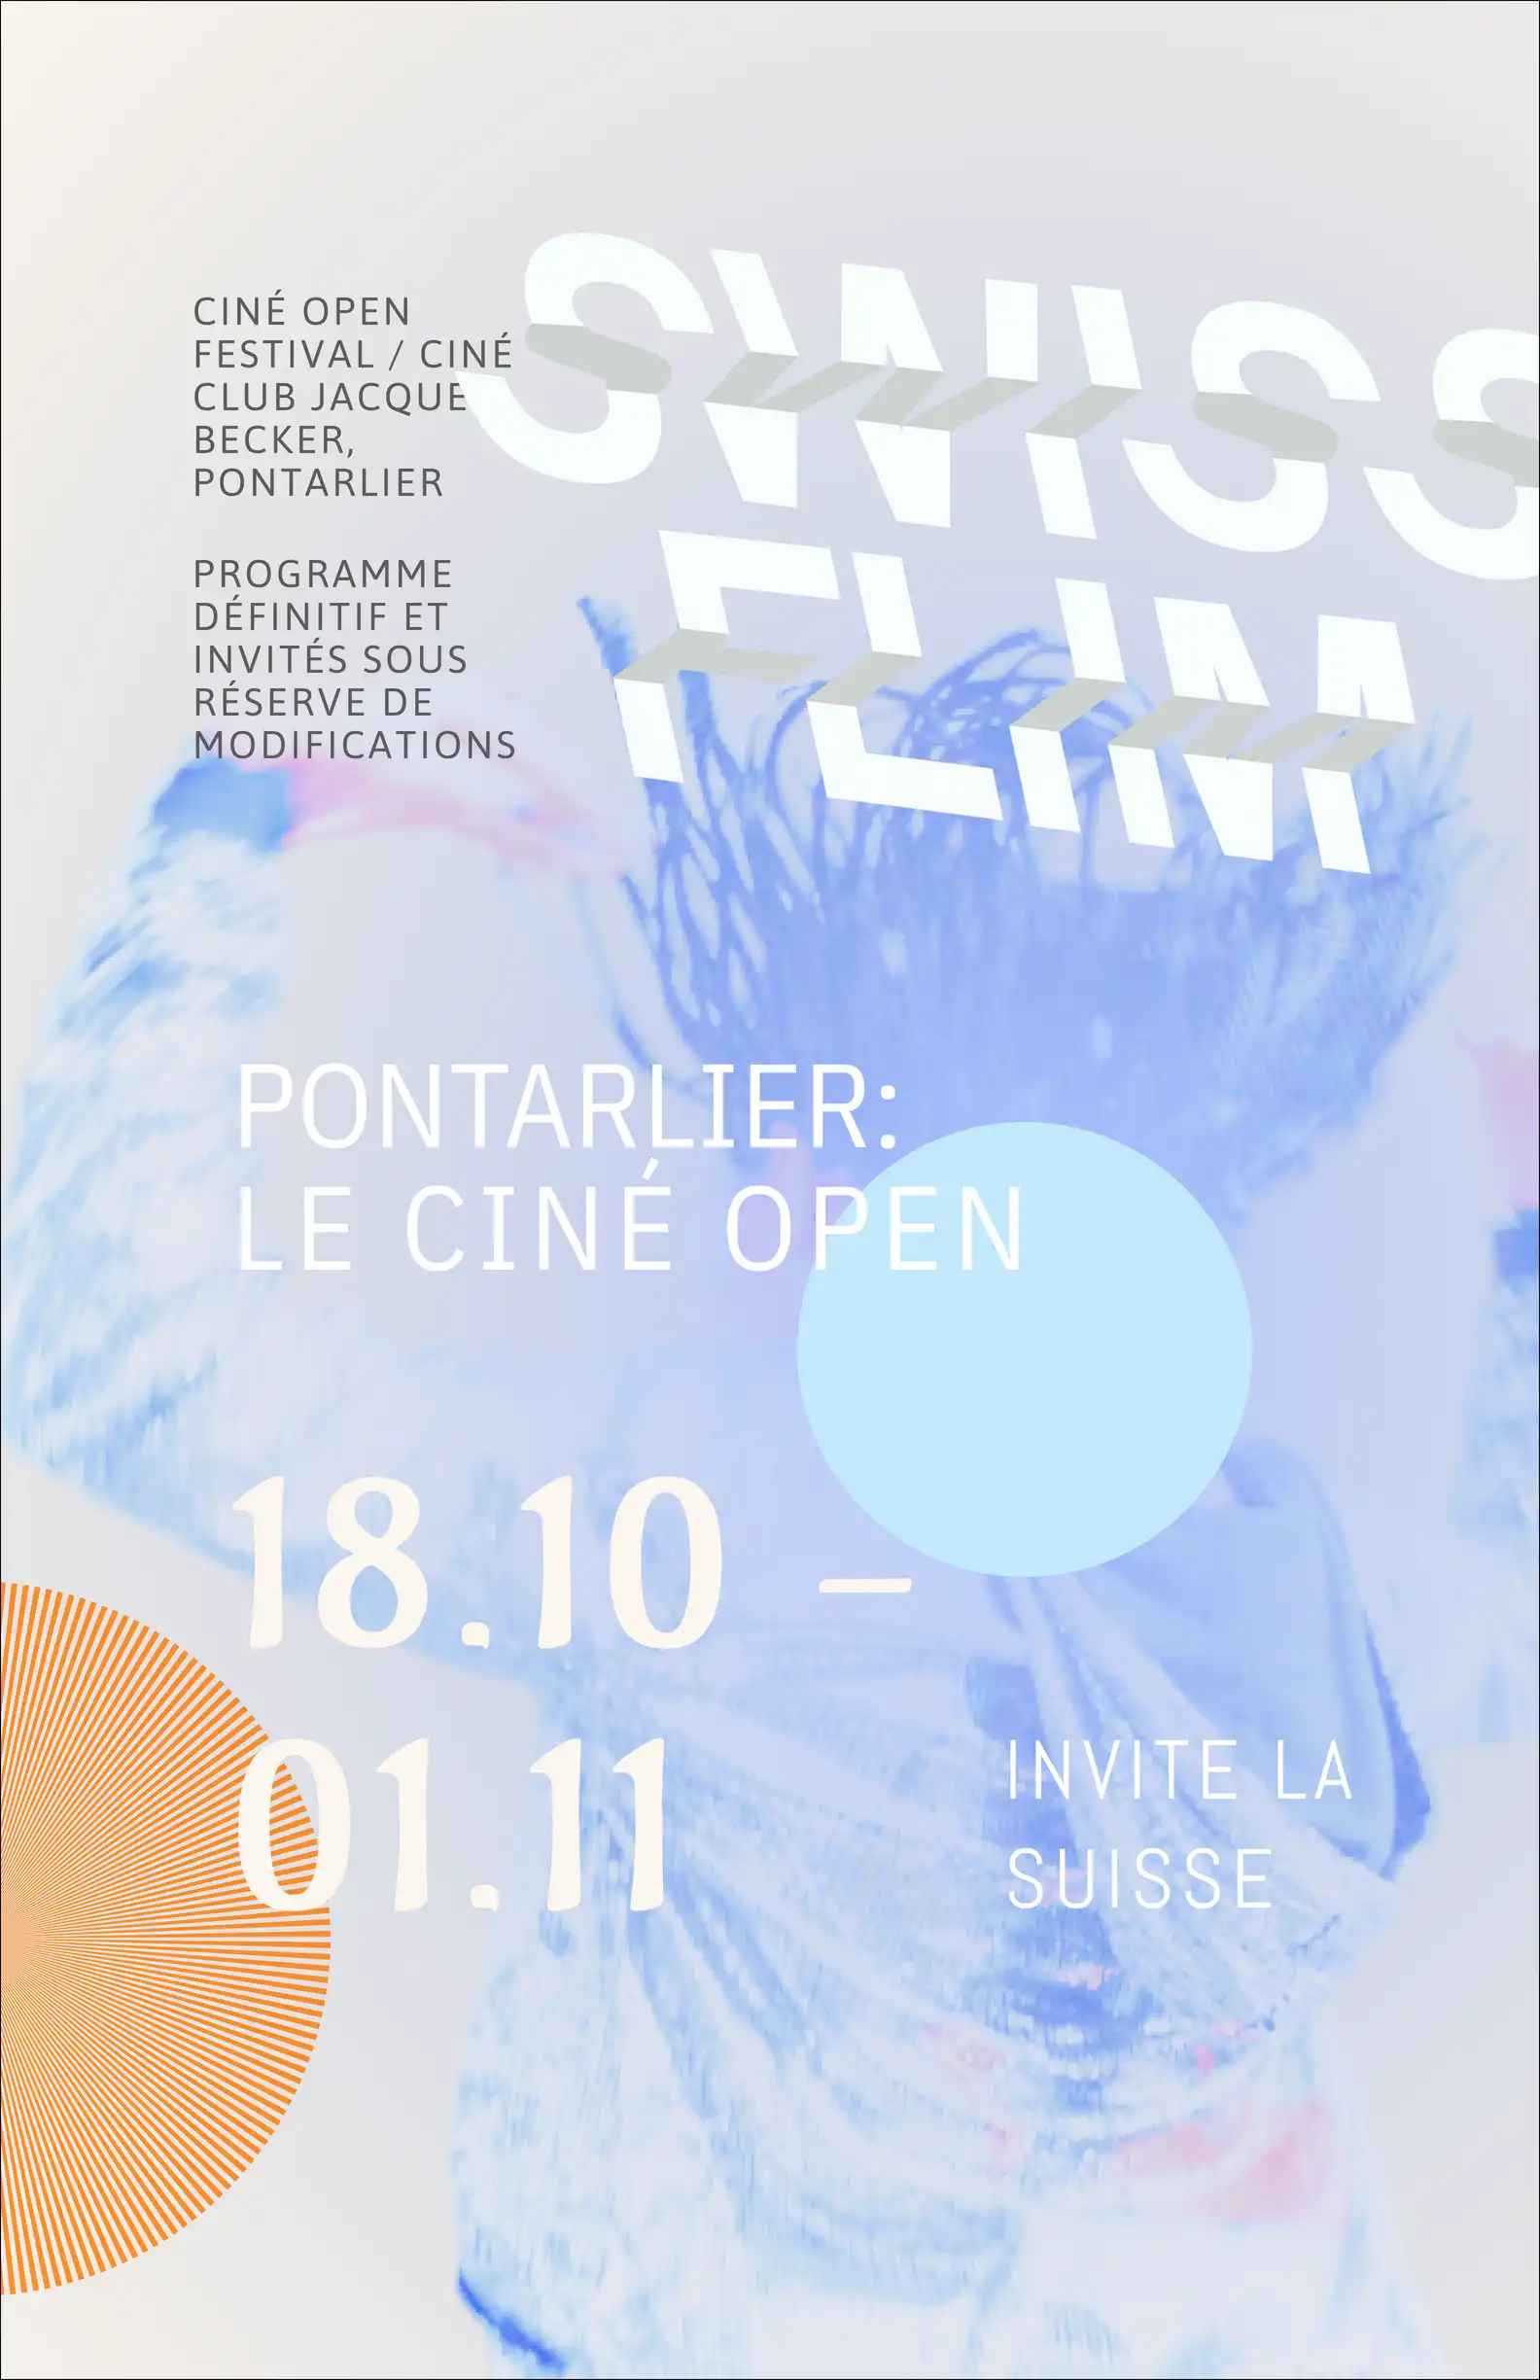 SWISS
FLIM
CINÉ OPEN
FESTIVAL / CINÉ
CLUB JACQUE
BECKER,
PONTARLIER
PROGRAMME
DÉFINITIF ET
INVITÉS SOUS
RÉSERVE DE
MODIFICATIONS
PONTARLIER:
LE CINÉ OPEN
18.10 –
01.11
INVITE LA
SUISSE